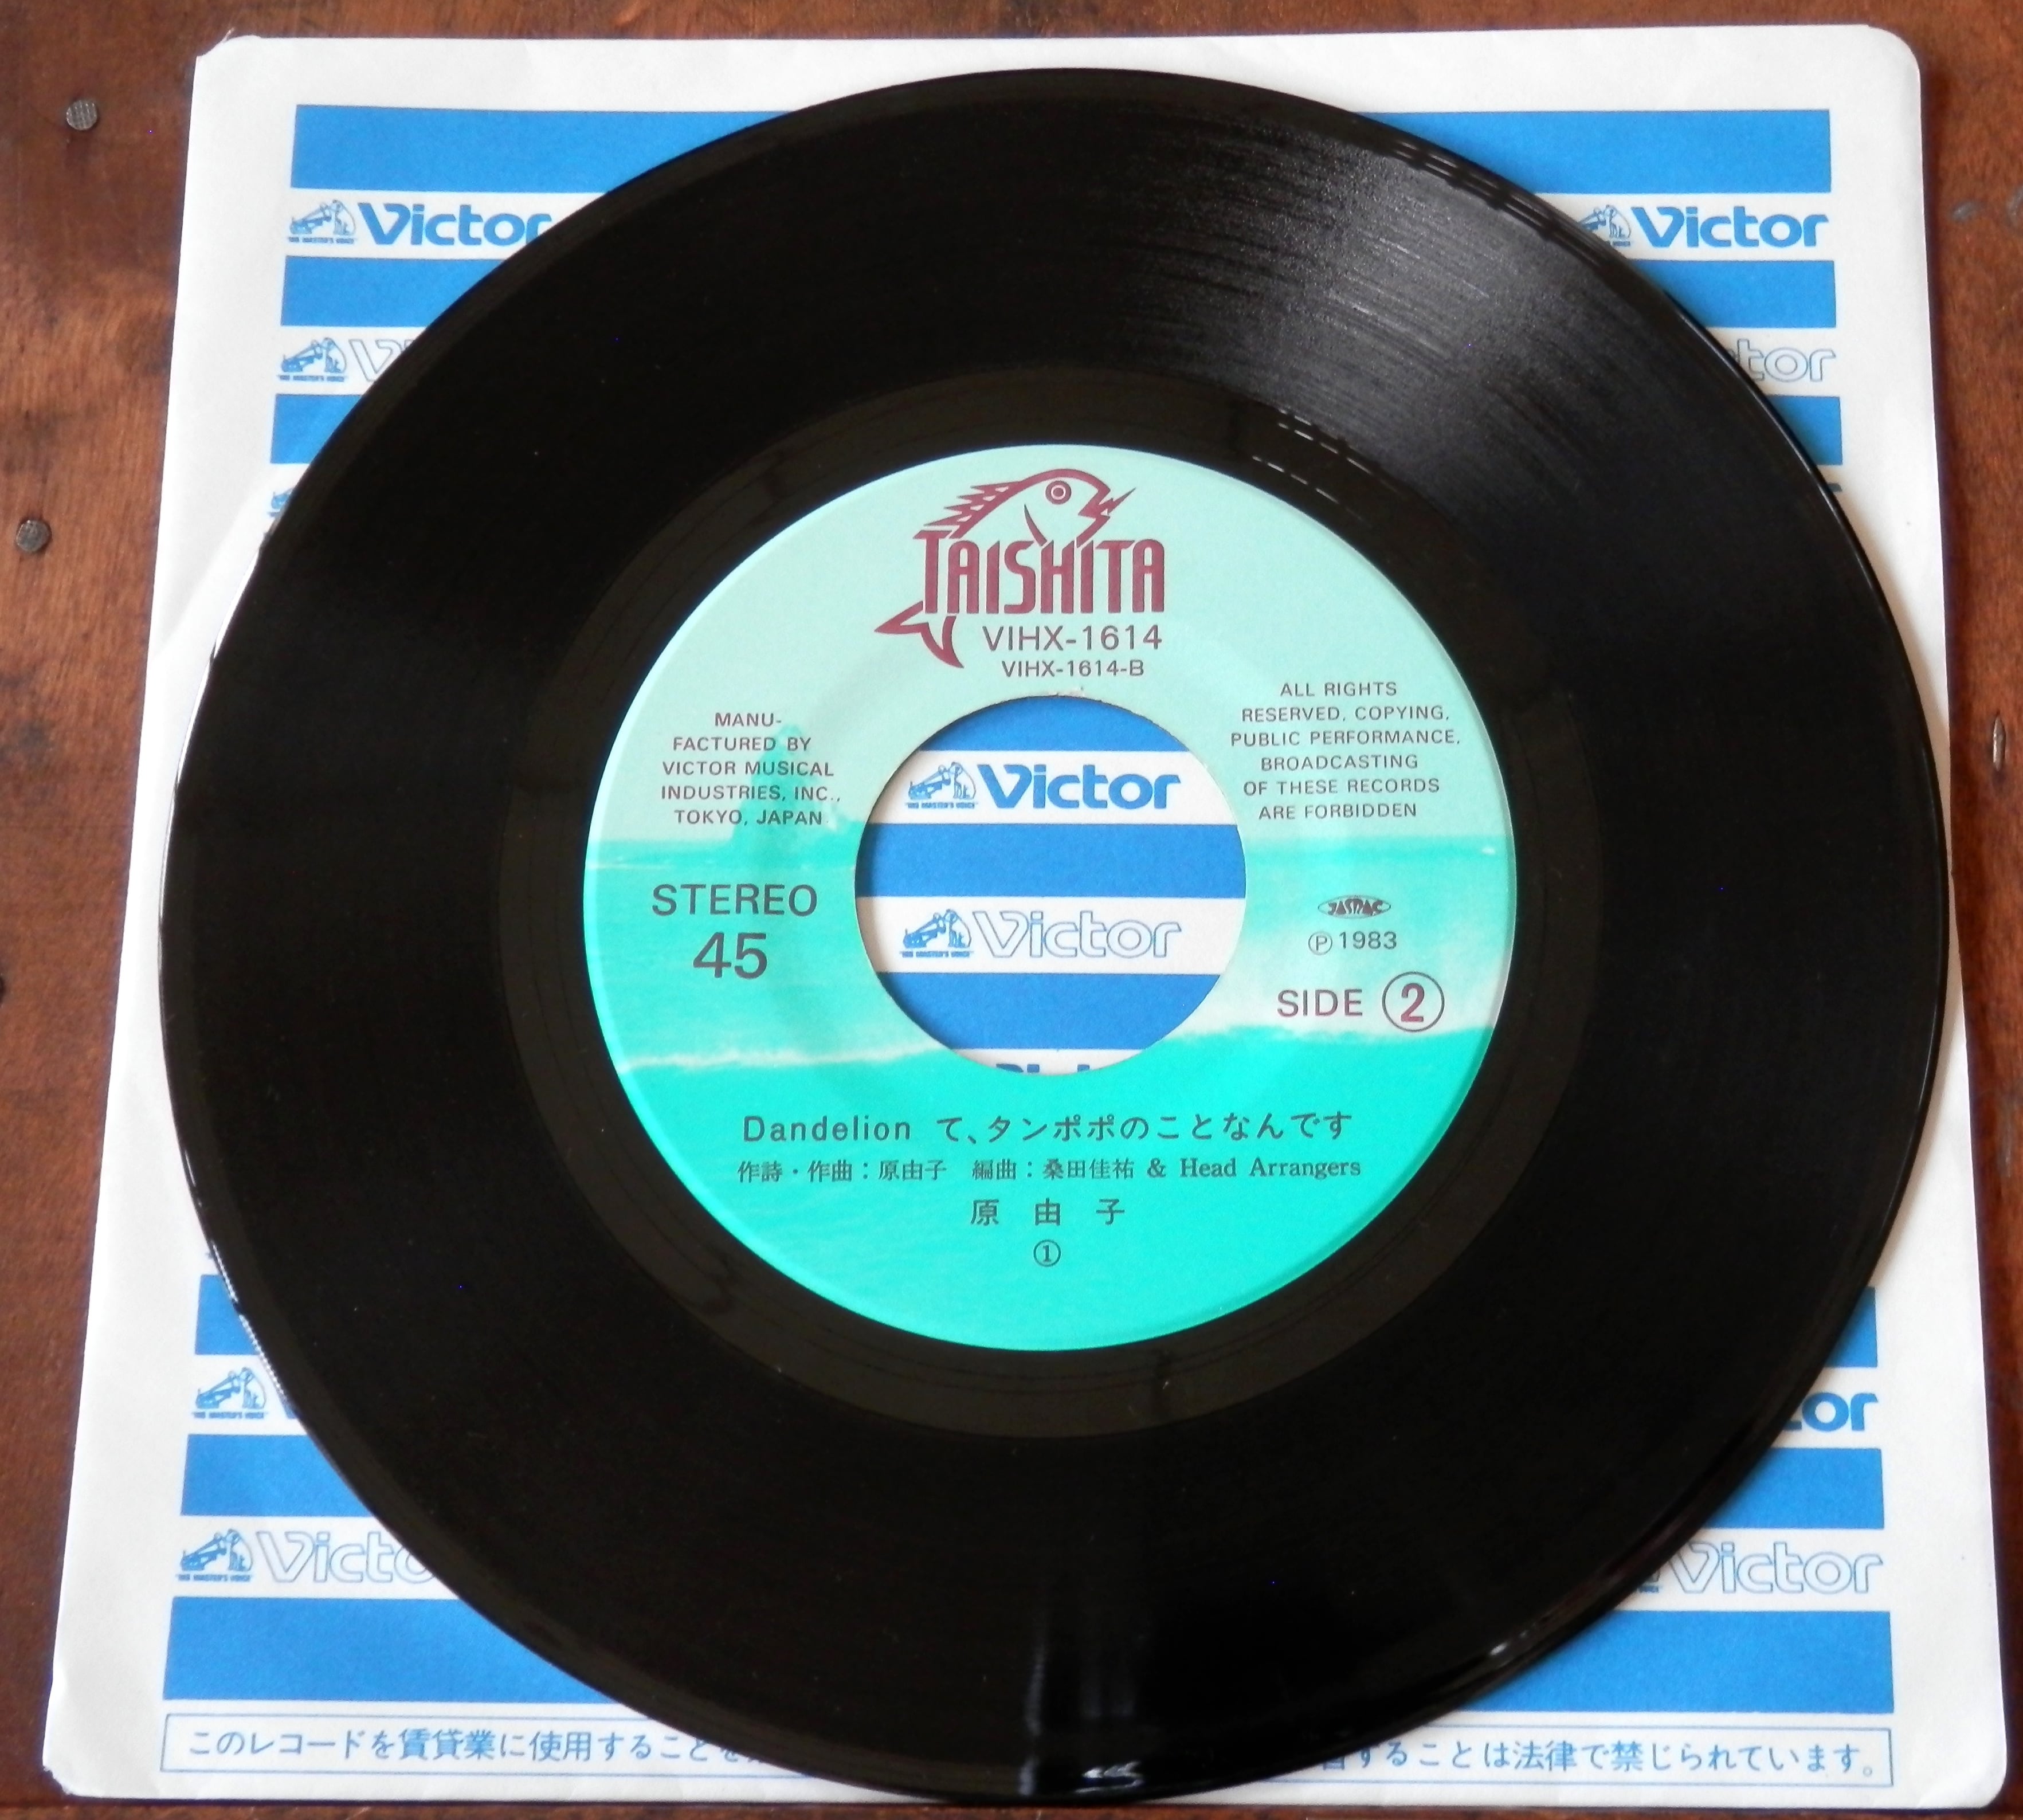 Victor
Victor
TAISHITA
VIHX-1614
VIHX-1614-B
MANU-
FACTURED BY
VICTOR MUSICAL
INDUSTRIES, INC.,
TOKYO, JAPAN
ALL RIGHTS
RESERVED, COPYING,
PUBLIC PERFORMANCE,
BROADCASTING
OF THESE RECORDS
ARE FORBIDDEN
Victor
Victor
STEREO
45
JASRAC
Ⓟ1983
SIDE ②
Dandelion て、タンポポのことなんです
作詩・作曲：原由子 編曲：桑田佳祐 & Head Arrangers
原 由 子
①
Victor
このレコードを賃貸業に使用することを
することは法律で禁じられています。